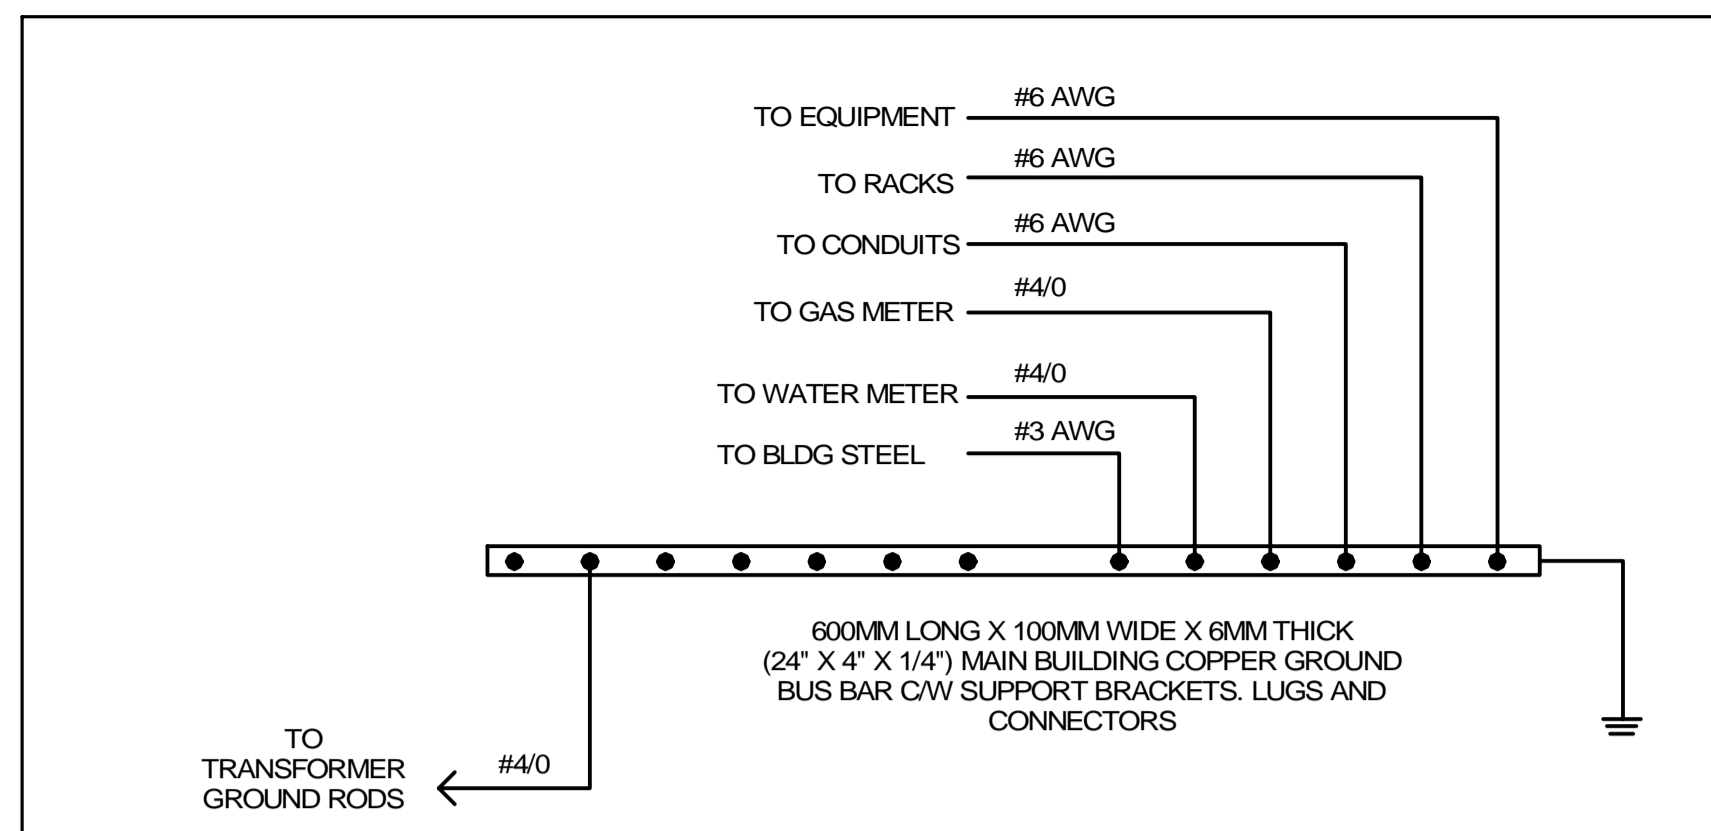 #6 AWG
TO EQUIPMENT
#6 AWG
TO RACKS
#6 AWG
TO CONDUITS
#4/0
TO GAS METER
#4/0
TO WATER METER
#3 AWG
TO BLDG STEEL
600MM LONG X 100MM WIDE X 6MM THICK
(24" X 4" X 1/4") MAIN BUILDING COPPER GROUND
BUS BAR C/W SUPPORT BRACKETS. LUGS AND
CONNECTORS
TO
TRANSFORMER
GROUND RODS
#4/0